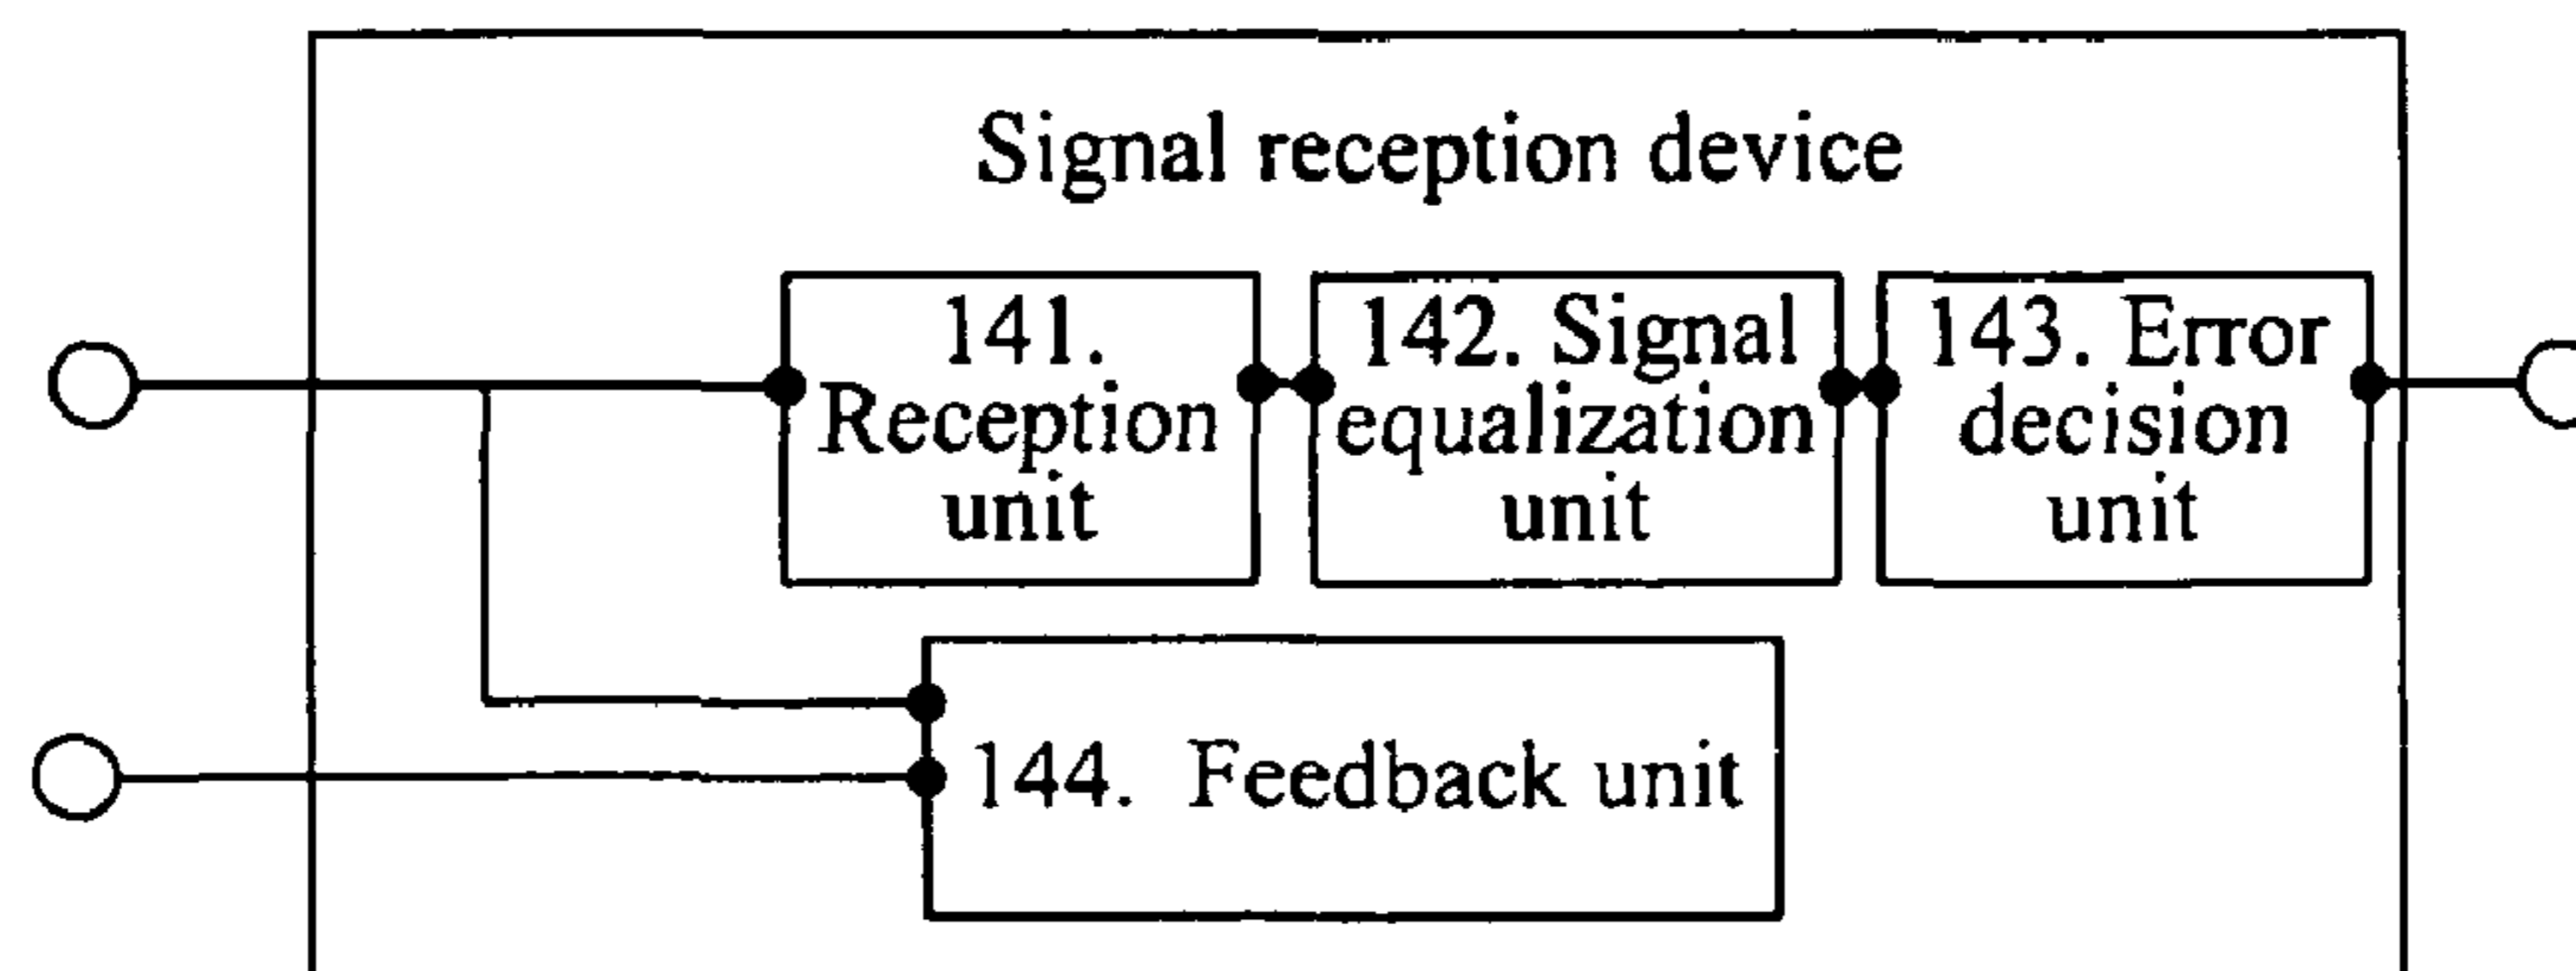 Signal reception device
141.
Reception
unit
142. Signal
equalization
unit
143. Error
decision
unit
144. Feedback unit